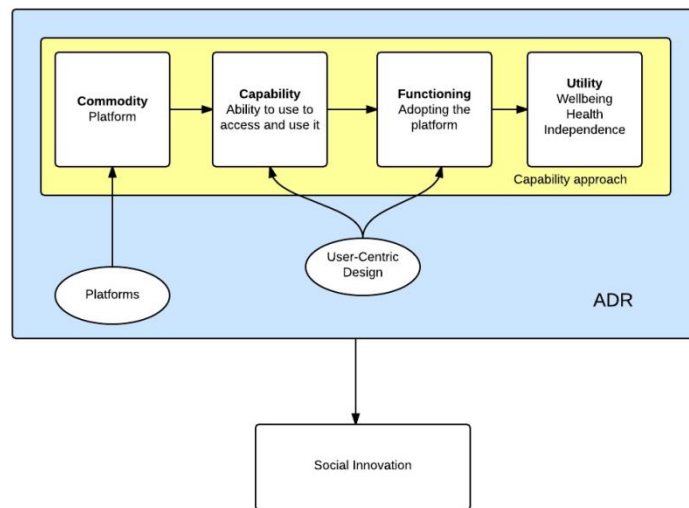 Commodity
Platform
Capability
Ability to use to
access and use it
Functioning
Adopting the
platform
Utility
Wellbeing
Health
Independence
Capability approach
User-Centric
Design
Platforms
ADR
Social Innovation